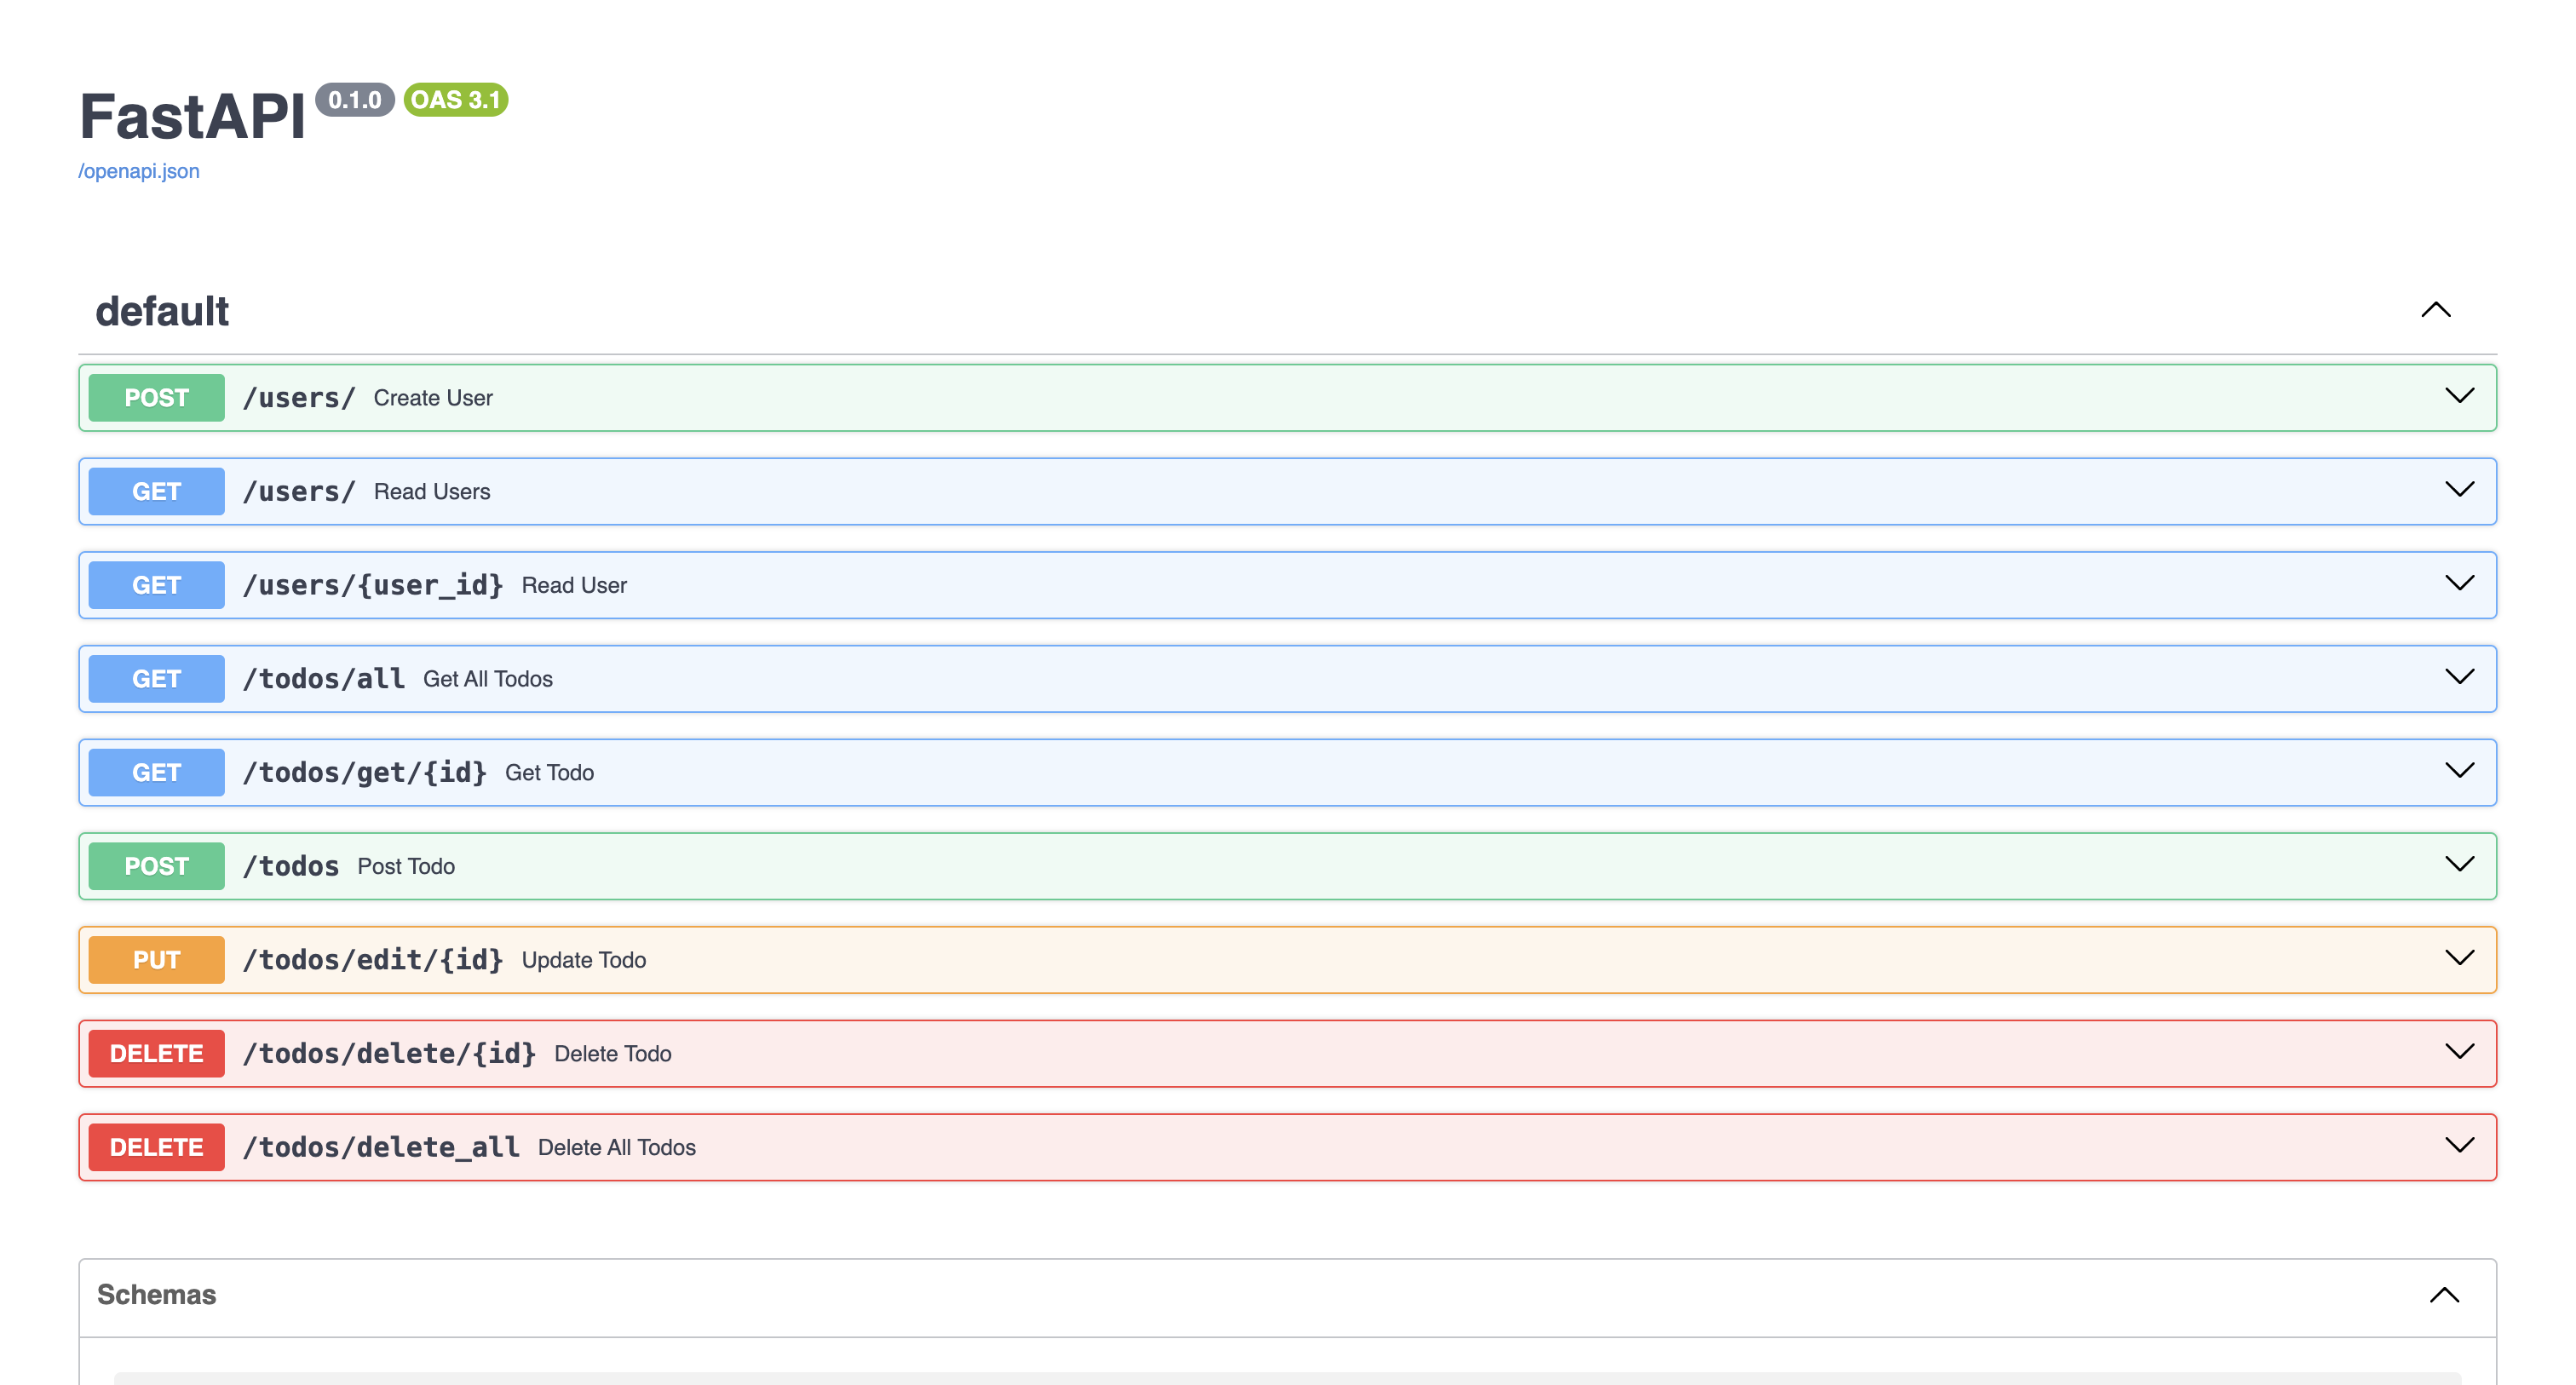 FastAPI 0.1.0 OAS 3.1
/openapi.json
default
POST /users/ Create User
GET /users/ Read Users
GET /users/{user_id} Read User
GET /todos/all Get All Todos
GET /todos/get/{id} Get Todo
POST /todos Post Todo
PUT /todos/edit/{id} Update Todo
DELETE /todos/delete/{id} Delete Todo
DELETE /todos/delete_all Delete All Todos
Schemas